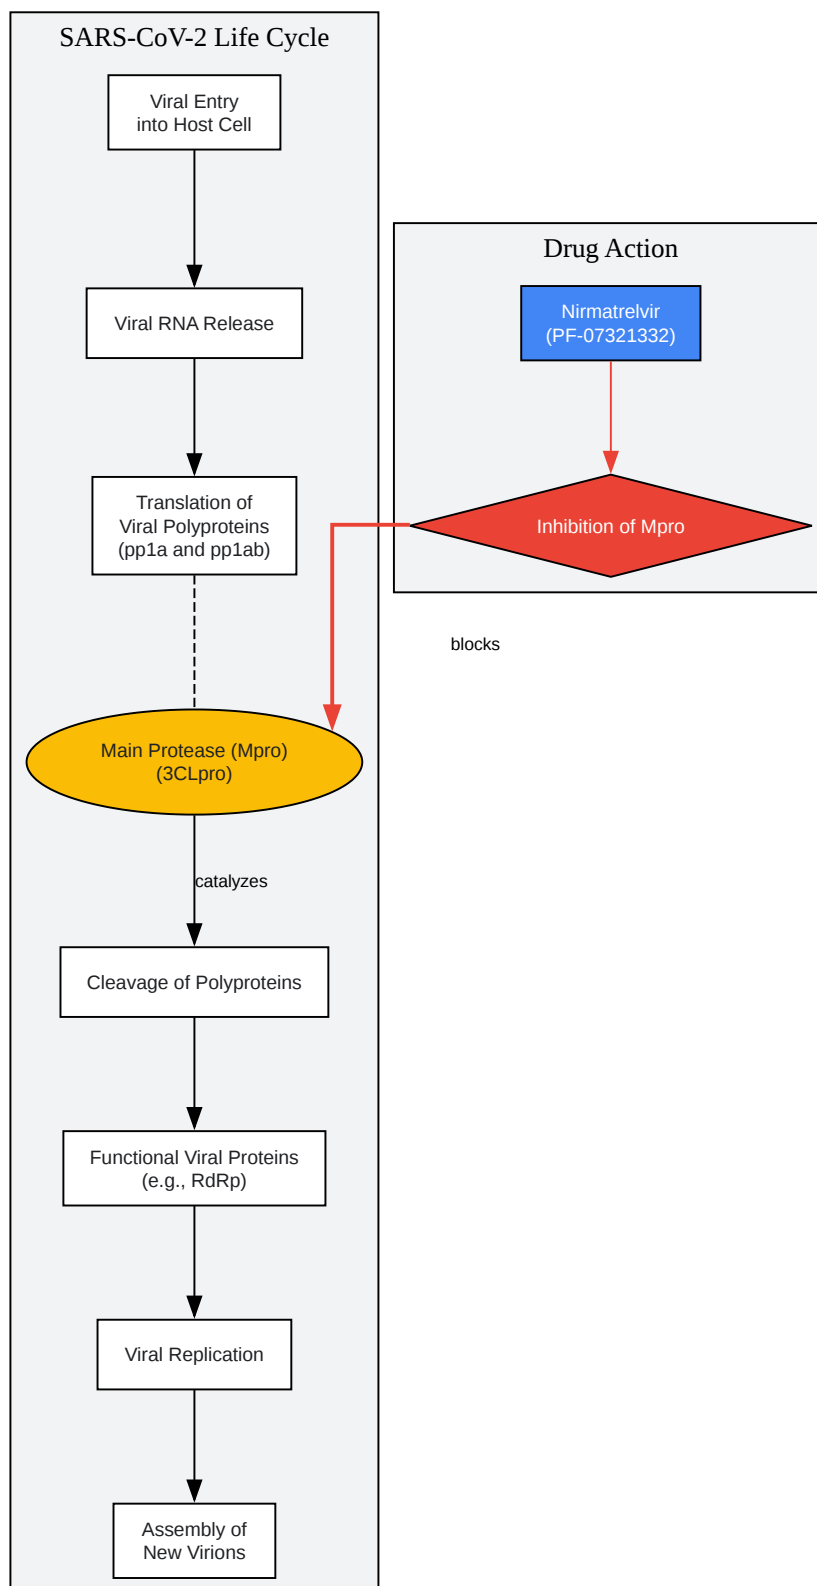 SARS-CoV-2 Life Cycle
Viral Entry
into Host Cell
Viral RNA Release
Translation of
Viral Polyproteins
(pp1a and pp1ab)
Main Protease (Mpro)
(3CLpro)
catalyzes
Cleavage of Polyproteins
Functional Viral Proteins
(e.g., RdRp)
Viral Replication
Assembly of
New Virions
Drug Action
Nirmatrelvir
(PF-07321332)
Inhibition of Mpro
blocks